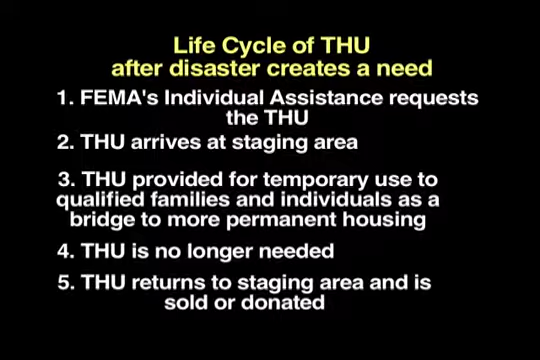 Life Cycle of THU
after disaster creates a need
1. FEMA's Individual Assistance requests
the THU
2. THU arrives at staging area
3. THU provided for temporary use to
qualified families and individuals as a
bridge to more permanent housing
4. THU is no longer needed
5. THU returns to staging area and is
sold or donated